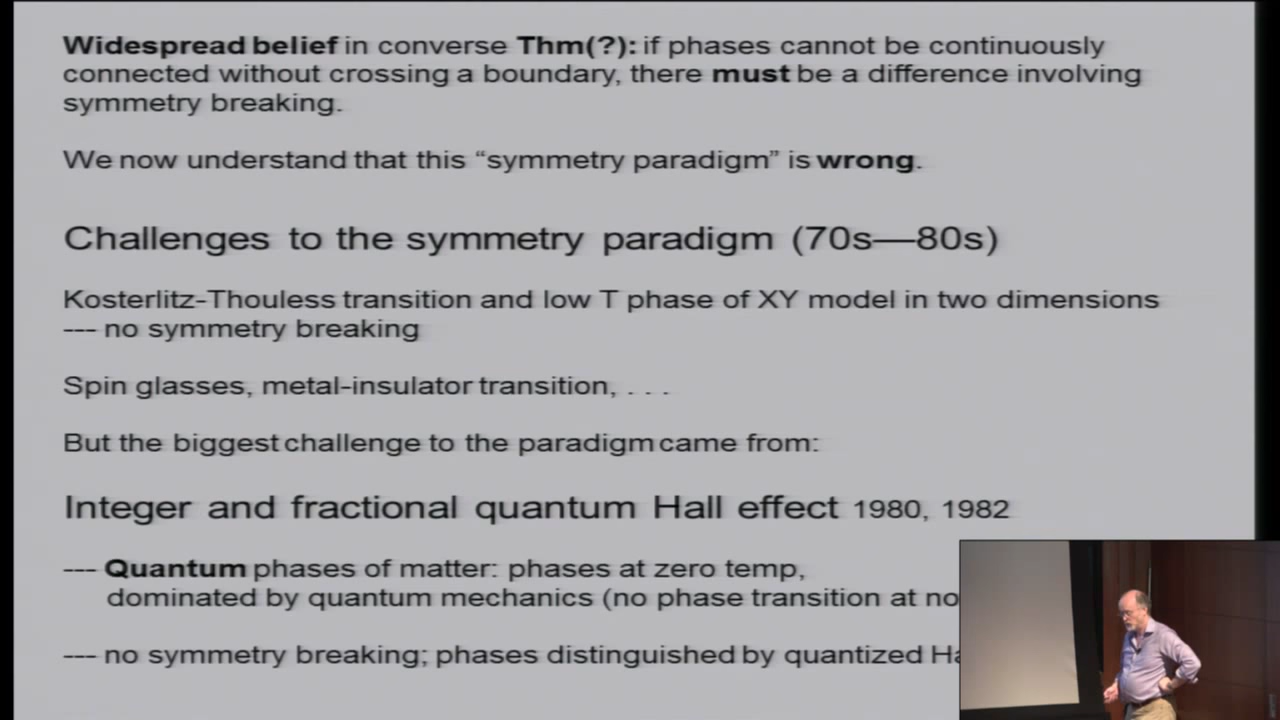 Widespread belief in converse Thm(?): if phases cannot be continuously
connected without crossing a boundary, there must be a difference involving
symmetry breaking.
We now understand that this “symmetry paradigm” is wrong.
Challenges to the symmetry paradigm (70s—80s)
Kosterlitz-Thouless transition and low T phase of XY model in two dimensions
--- no symmetry breaking
Spin glasses, metal-insulator transition, . . .
But the biggest challenge to the paradigm came from:
Integer and fractional quantum Hall effect 1980, 1982
--- Quantum phases of matter: phases at zero temp,
dominated by quantum mechanics (no phase transition at no
--- no symmetry breaking; phases distinguished by quantized